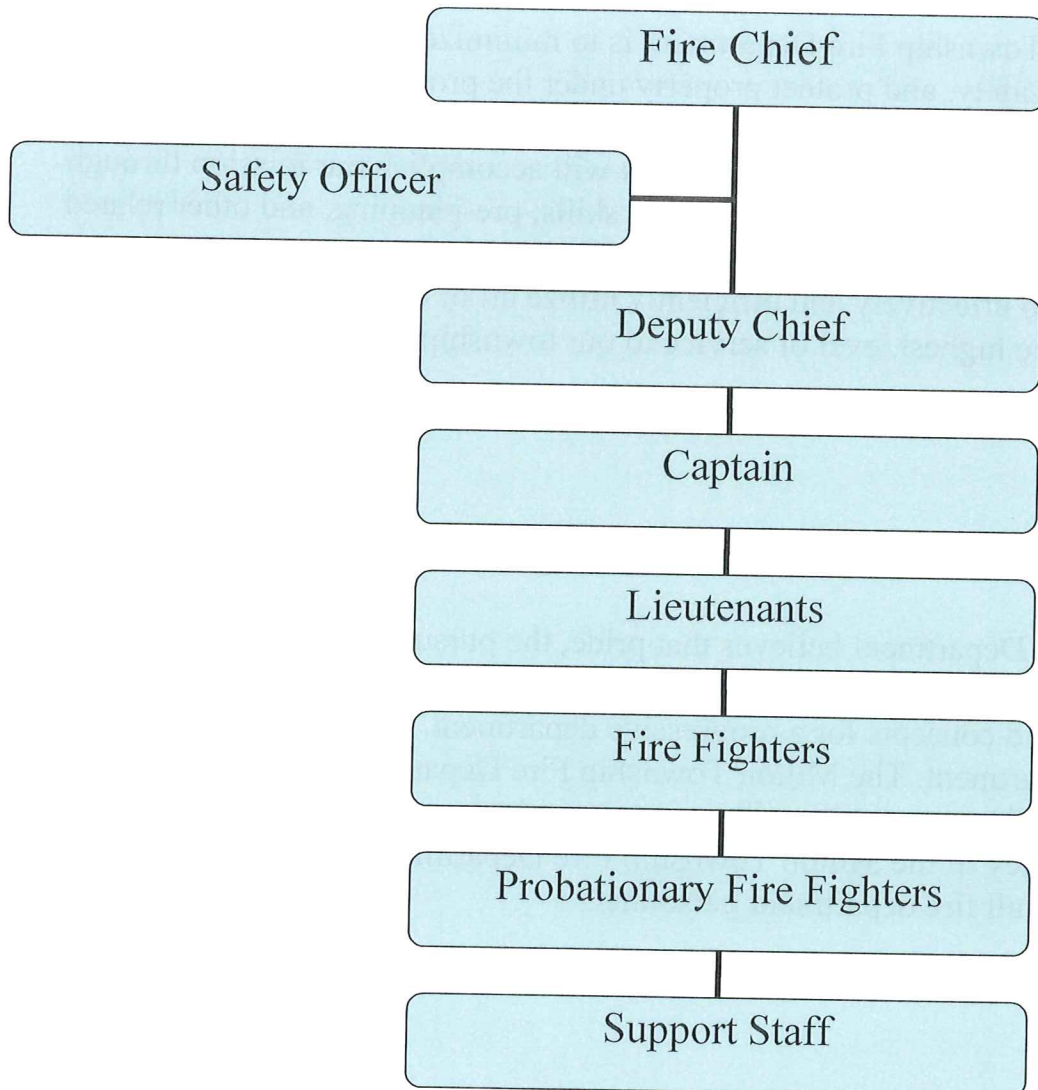 Fire Chief
Safety Officer
Deputy Chief
Captain
Lieutenants
Fire Fighters
Probationary Fire Fighters
Support Staff